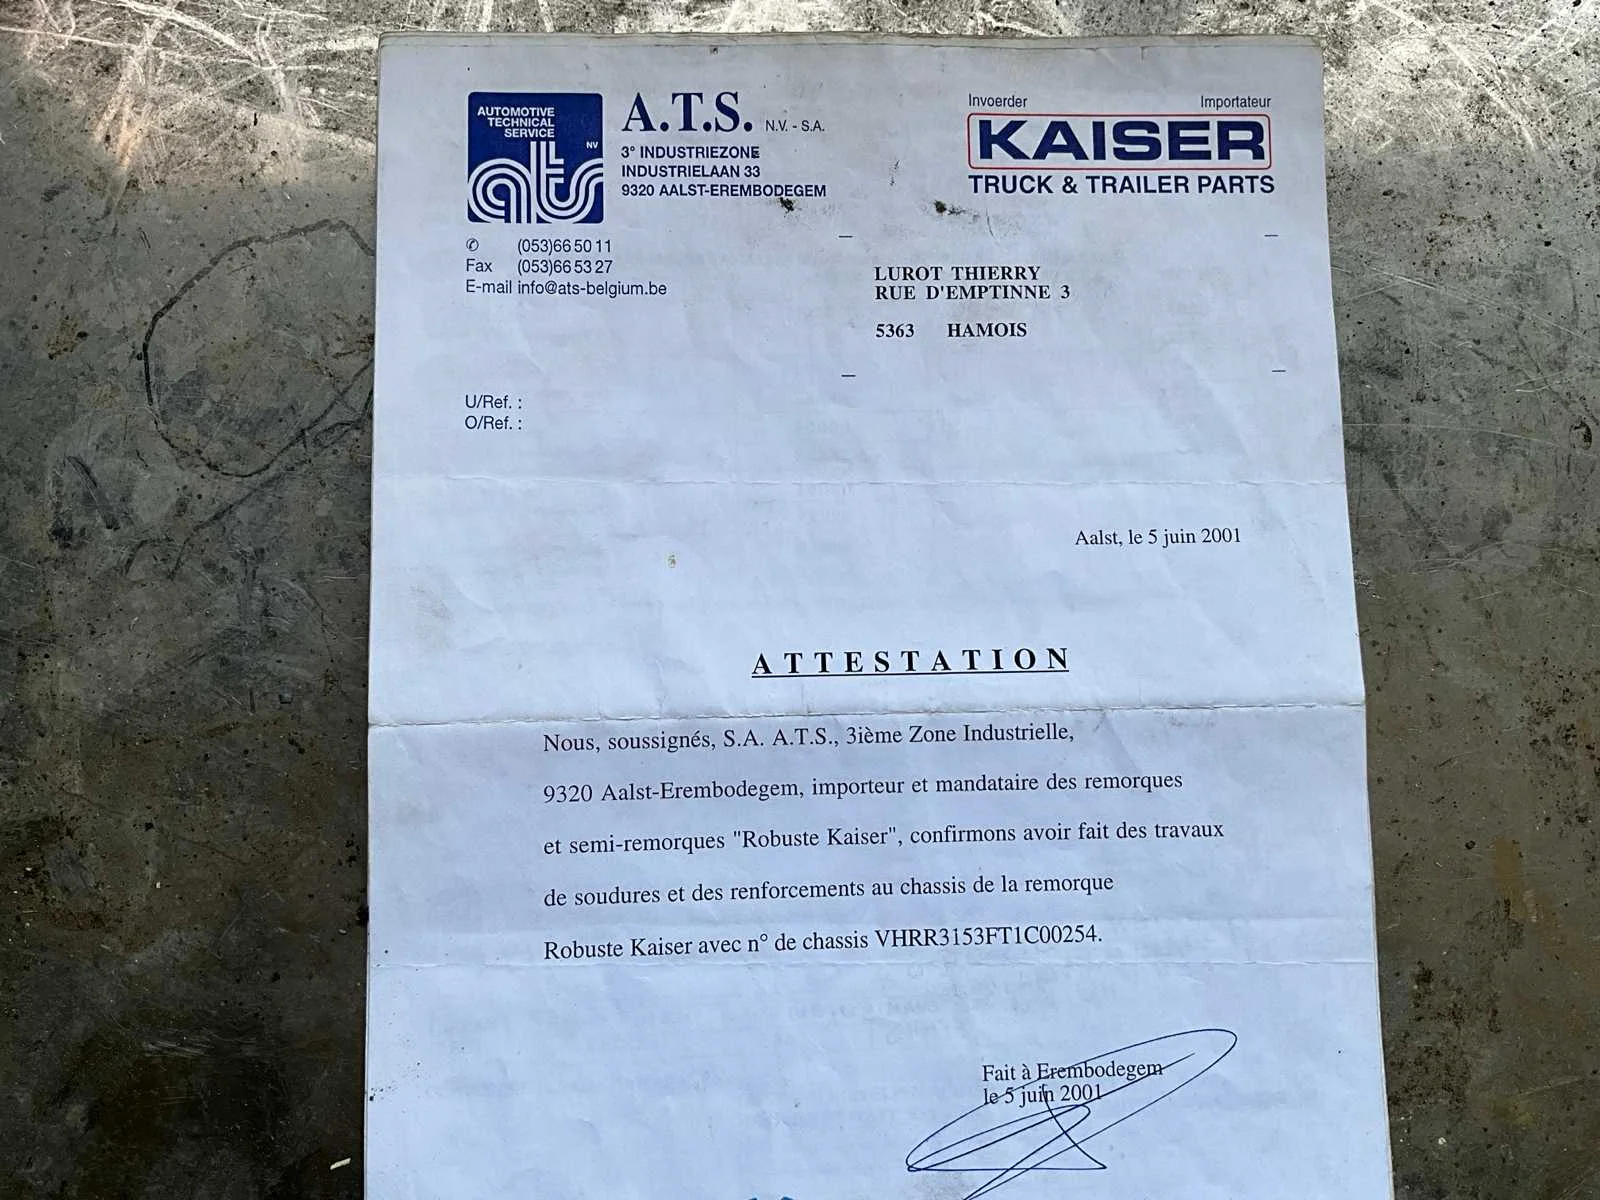 AUTOMOTIVE
TECHNICAL
SERVICE
NV
ats
A.T.S. N.V. - S.A.
3° INDUSTRIEZONE
INDUSTRIELAAN 33
9320 AALST-EREMBODEGEM
Invoerder Importateur
KAISER
TRUCK & TRAILER PARTS
✆ (053)66 50 11
Fax (053)66 53 27
E-mail info@ats-belgium.be
LUROT THIERRY
RUE D'EMPTINNE 3
5363 HAMOIS
U/Ref. :
O/Ref. :
Aalst, le 5 juin 2001
ATTESTATION
Nous, soussignés, S.A. A.T.S., 3ième Zone Industrielle,
9320 Aalst-Erembodegem, importeur et mandataire des remorques
et semi-remorques "Robuste Kaiser", confirmons avoir fait des travaux
de soudures et des renforcements au chassis de la remorque
Robuste Kaiser avec n° de chassis VHRR3153FT1C00254.
Fait à Erembodegem
le 5 juin 2001